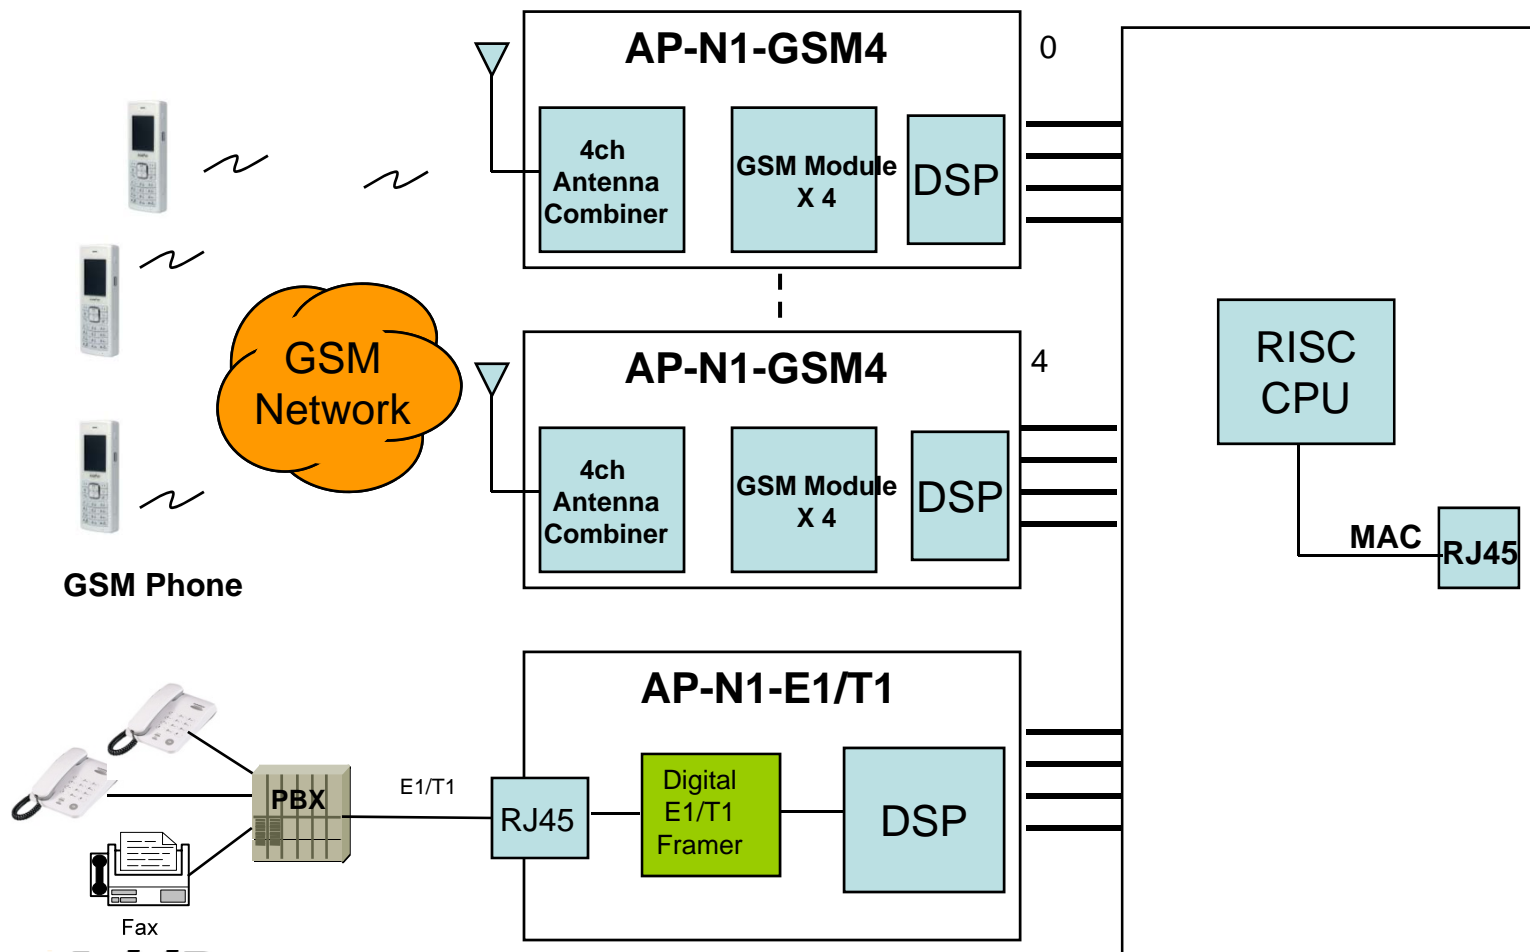 AP-N1-GSM4
0
4ch
Antenna
Combiner
GSM Module
X 4
DSP
GSM
Network
AP-N1-GSM4
4
4ch
Antenna
Combiner
GSM Module
X 4
DSP
RISC
CPU
MAC
RJ45
GSM Phone
AP-N1-E1/T1
PBX
E1/T1
RJ45
Digital
E1/T1
Framer
DSP
Fax